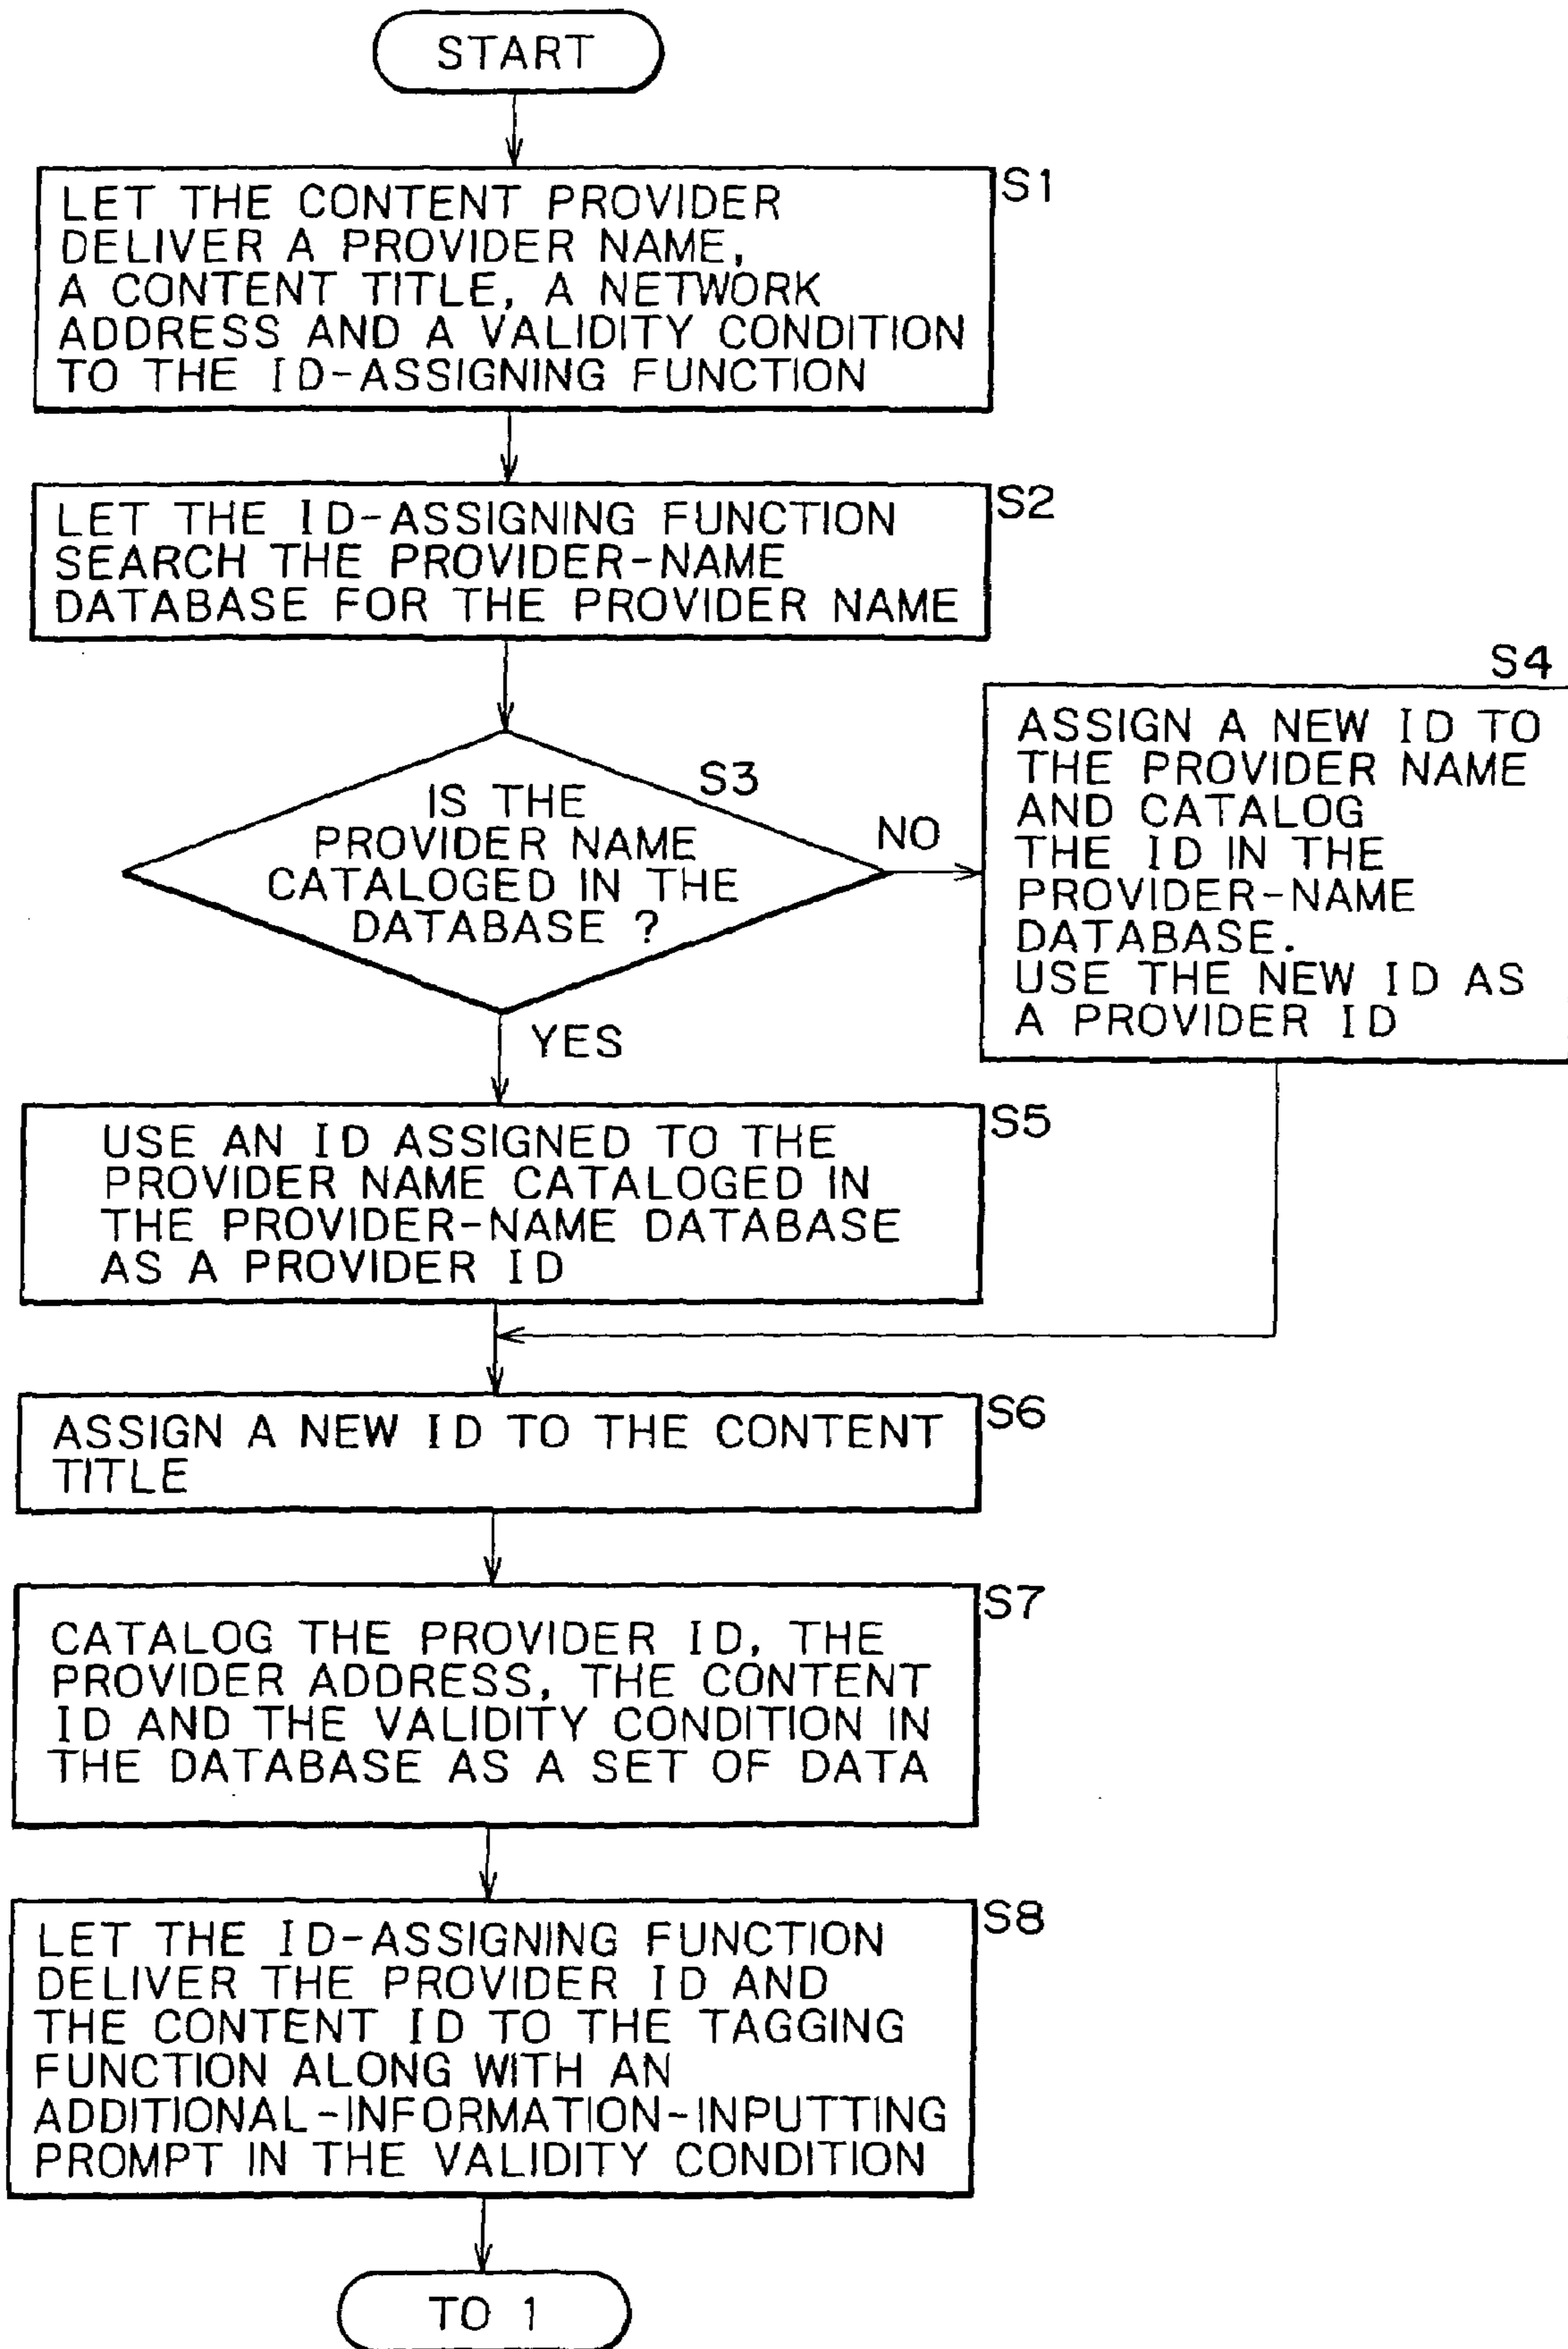 START
S1
LET THE CONTENT PROVIDER
DELIVER A PROVIDER NAME,
A CONTENT TITLE, A NETWORK
ADDRESS AND A VALIDITY CONDITION
TO THE ID-ASSIGNING FUNCTION
S2
LET THE ID-ASSIGNING FUNCTION
SEARCH THE PROVIDER-NAME
DATABASE FOR THE PROVIDER NAME
S3
IS THE
PROVIDER NAME
CATALOGED IN THE
DATABASE ?
NO
S4
ASSIGN A NEW ID TO
THE PROVIDER NAME
AND CATALOG
THE ID IN THE
PROVIDER-NAME
DATABASE.
USE THE NEW ID AS
A PROVIDER ID
YES
S5
USE AN ID ASSIGNED TO THE
PROVIDER NAME CATALOGED IN
THE PROVIDER-NAME DATABASE
AS A PROVIDER ID
S6
ASSIGN A NEW ID TO THE CONTENT
TITLE
S7
CATALOG THE PROVIDER ID, THE
PROVIDER ADDRESS, THE CONTENT
ID AND THE VALIDITY CONDITION IN
THE DATABASE AS A SET OF DATA
S8
LET THE ID-ASSIGNING FUNCTION
DELIVER THE PROVIDER ID AND
THE CONTENT ID TO THE TAGGING
FUNCTION ALONG WITH AN
ADDITIONAL-INFORMATION-INPUTTING
PROMPT IN THE VALIDITY CONDITION
TO 1